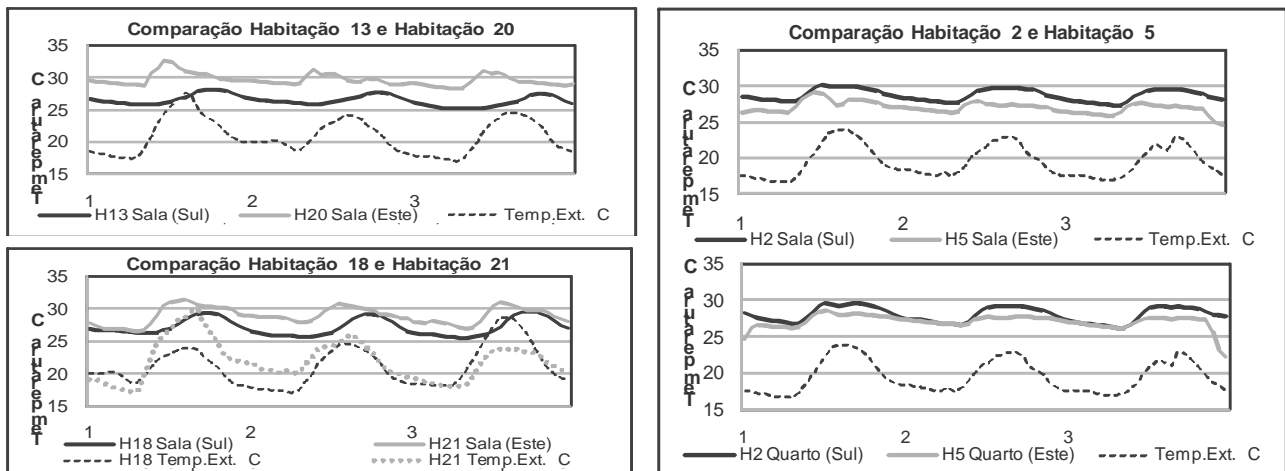 Comparação Habitação 13 e Habitação 20
35
30
25
20
15
Temperatura C
1
2
3
H13 Sala (Sul)
H20 Sala (Este)
Temp.Ext. C
Comparação Habitação 18 e Habitação 21
35
30
25
20
15
Temperatura C
1
2
3
H18 Sala (Sul)
H21 Sala (Este)
H18 Temp.Ext. C
H21 Temp.Ext. C
Comparação Habitação 2 e Habitação 5
35
30
25
20
15
Temperatura C
1
2
3
H2 Sala (Sul)
H5 Sala (Este)
Temp.Ext. C
35
30
25
20
15
Temperatura C
1
2
3
H2 Quarto (Sul)
H5 Quarto (Este)
Temp.Ext. C